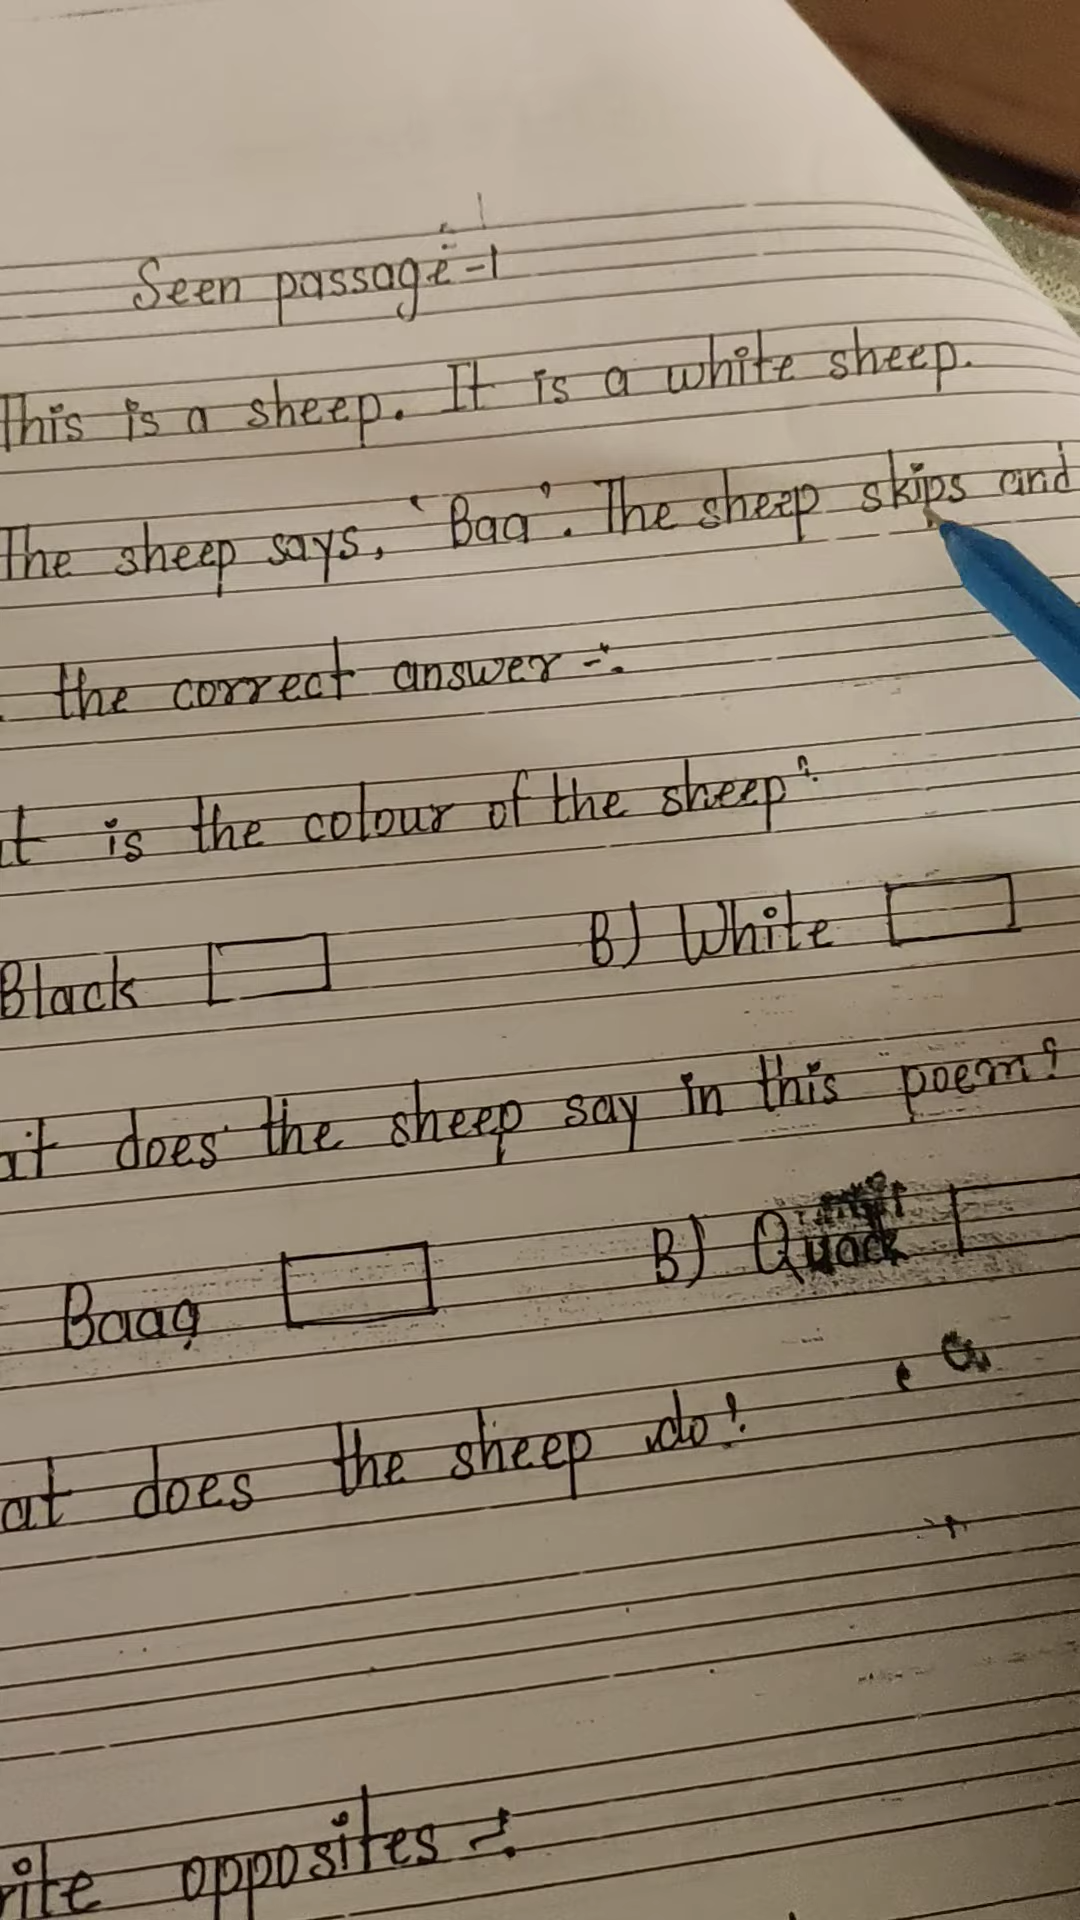 Seen passage-1
This is a sheep. It is a white sheep.
The sheep says, 'Baa'. The sheep skips and
the correct answer -:
is the colour of the sheep?
Black B) White
does the sheep say in this poem?
Baaa B) Quack
does the sheep do?
opposites -: